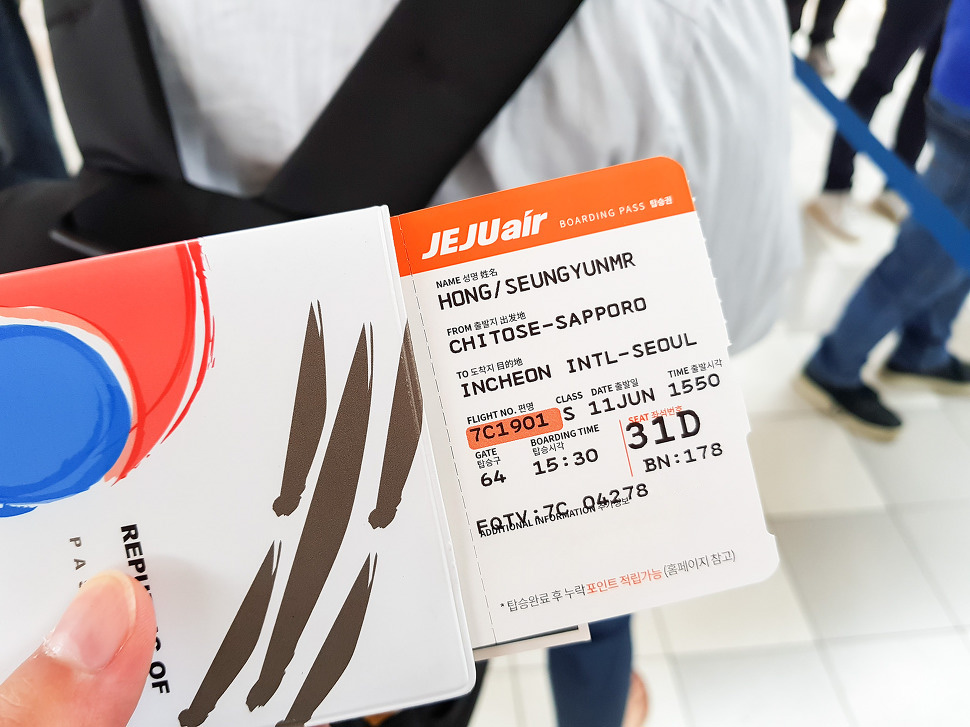 JEJUair BOARDING PASS 탑승권
NAME 성명 姓名
HONG/SEUNGYUNMR
FROM 출발지 出发地
CHITOSE-SAPPORO
TO 도착지 目的地
INCHEON INTL-SEOUL
FLIGHT NO. 편명 CLASS DATE 출발일 TIME 출발시각
7C1901 S 11JUN 1550
GATE 탑승구 BOARDING TIME 탑승시각 SEAT 좌석번호
64 15:30 31D
BN:178
FQTV:7C 04278
ADDITIONAL INFORMATION 추가정보
* 탑승완료 후 누락 포인트 적립가능 (홈페이지 참고)
OF